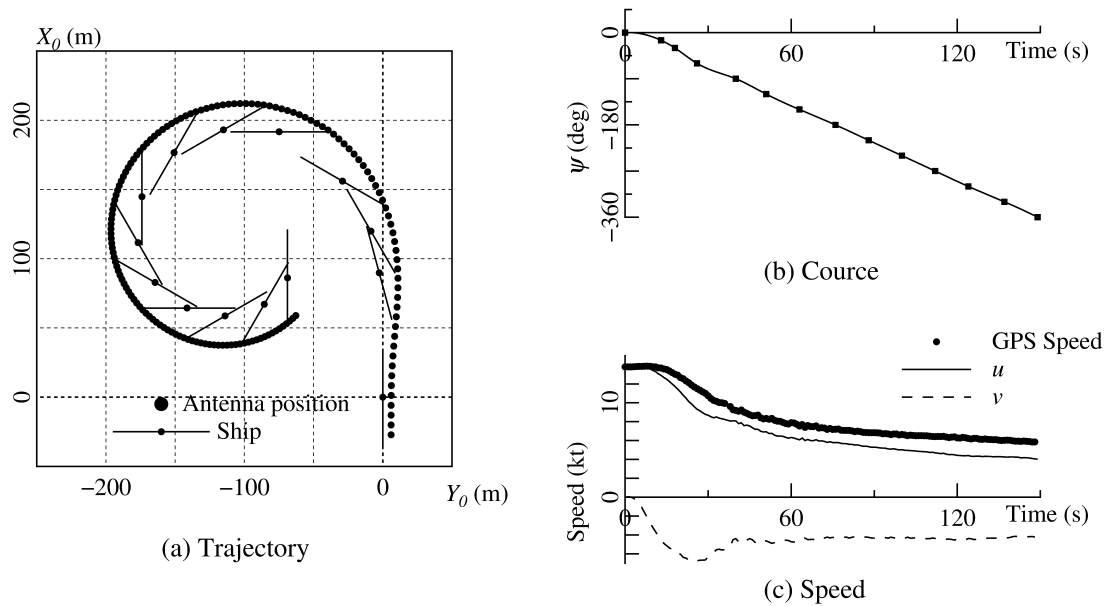 X0 (m)
200
100
0
Antenna position
Ship
−200
−100
0
Y0 (m)
(a) Trajectory
0
60
120
Time (s)
−180
−360
ψ (deg)
(b) Cource
GPS Speed
u
v
10
0
Speed (kt)
0
60
120
Time (s)
(c) Speed